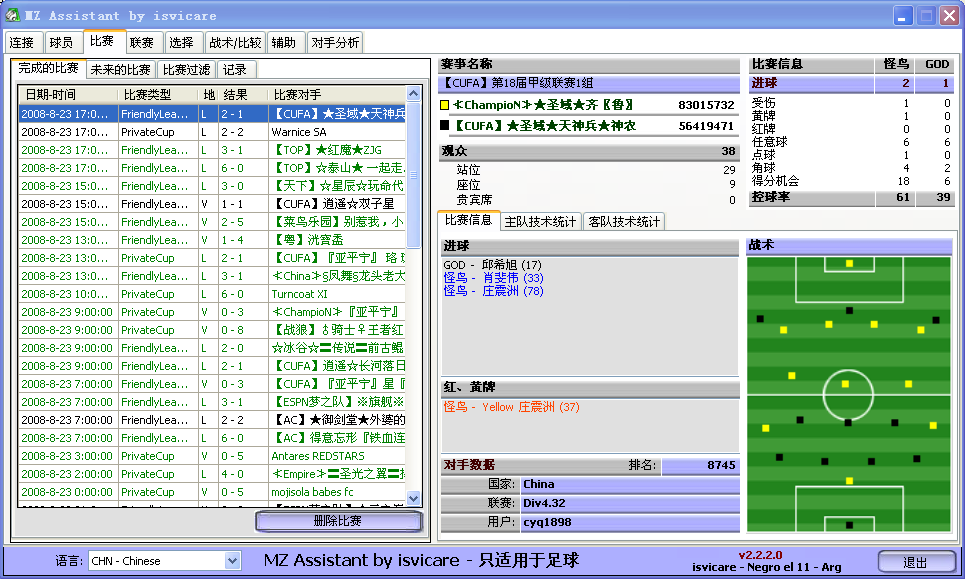 MZ Assistant by isvicare
连接 球员 比赛 联赛 选择 战术/比较 辅助 对手分析
完成的比赛 未来的比赛 比赛过滤 记录
日期-时间 比赛类型 地 结果 比赛对手
2008-8-23 17:0... FriendlyLea... L 2 - 1 【CUFA】★圣域★天神兵
2008-8-23 17:0... PrivateCup L 2 - 2 Warnice SA
2008-8-23 17:0... FriendlyLea... L 3 - 1 【TOP】★红魔★ZJG
2008-8-23 17:0... FriendlyLea... L 6 - 0 【TOP】☆泰山★ 一起走.
2008-8-23 15:0... FriendlyLea... L 3 - 0 【天下】☆星辰☆玩命代
2008-8-23 15:0... FriendlyLea... V 1 - 1 【CUFA】逍遥☆双子星
2008-8-23 15:0... FriendlyLea... V 2 - 5 【菜鸟乐园】别惹我，小
2008-8-23 13:0... FriendlyLea... V 1 - 4 【粤】洸宫盉
2008-8-23 13:0... PrivateCup L 2 - 1 【CUFA】『亚平宁』 珞 珈
2008-8-23 13:0... FriendlyLea... L 3 - 1 ⊰China⊱§凤舞§龙头老大
2008-8-23 10:0... PrivateCup L 6 - 0 Turncoat XI
2008-8-23 9:00:00 PrivateCup V 0 - 3 ⊰ChampioN⊱『亚平宁』
2008-8-23 9:00:00 PrivateCup V 0 - 8 【战狼】♁骑士♀王者红
2008-8-23 9:00:00 FriendlyLea... L 2 - 0 ☆冰谷☆〓传说〓前古鲲
2008-8-23 9:00:00 FriendlyLea... L 2 - 1 【CUFA】逍遥☆长河落日
2008-8-23 7:00:00 FriendlyLea... V 0 - 3 【CUFA】『亚平宁』星『
2008-8-23 7:00:00 FriendlyLea... L 3 - 1 【ESPN梦之队】※旗舰※
2008-8-23 7:00:00 FriendlyLea... L 2 - 2 【AC】★御剑堂★外婆的
2008-8-23 7:00:00 FriendlyLea... L 6 - 0 【AC】得意忘形『铁血连
2008-8-23 3:00:00 PrivateCup V 0 - 5 Antares REDSTARS
2008-8-23 2:00:00 PrivateCup L 4 - 0 ⊰Empire⊱〓圣光之翼〓
2008-8-23 0:00:00 PrivateCup V 0 - 5 mojisola babes fc
删除比赛
赛事名称
【CUFA】第18届甲级联赛1组
⊰ChampioN⊱★圣域★齐〖鲁〗 83015732
【CUFA】★圣域★天神兵★神农 56419471
观众 38
站位 29
座位 9
贵宾席 0
比赛信息 怪鸟 GOD
进球 2 1
受伤 1 0
黄牌 1 0
红牌 0 0
任意球 6 6
点球 1 0
角球 4 2
得分机会 18 6
控球率 61 39
比赛信息 主队技术统计 客队技术统计
进球
GOD - 邱希旭 (17)
怪鸟 - 肖斐伟 (33)
怪鸟 - 庄震洲 (78)
红、黄牌
怪鸟 - Yellow 庄震洲 (37)
对手数据 排名: 8745
国家: China
联赛: Div4.32
用户: cyq1898
战术
语言: CHN - Chinese
MZ Assistant by isvicare - 只适用于足球
v2.2.2.0
isvicare - Negro el 11 - Arg
退出